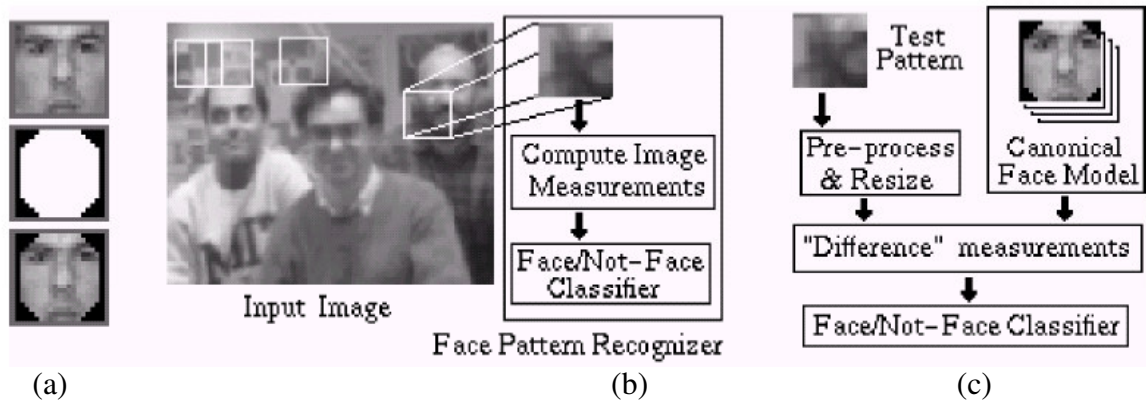 Input Image
Compute Image
Measurements
Face/Not-Face
Classifier
Face Pattern Recognizer
Test
Pattern
Pre-process
& Resize
Canonical
Face Model
"Difference" measurements
Face/Not-Face Classifier
(a)
(b)
(c)